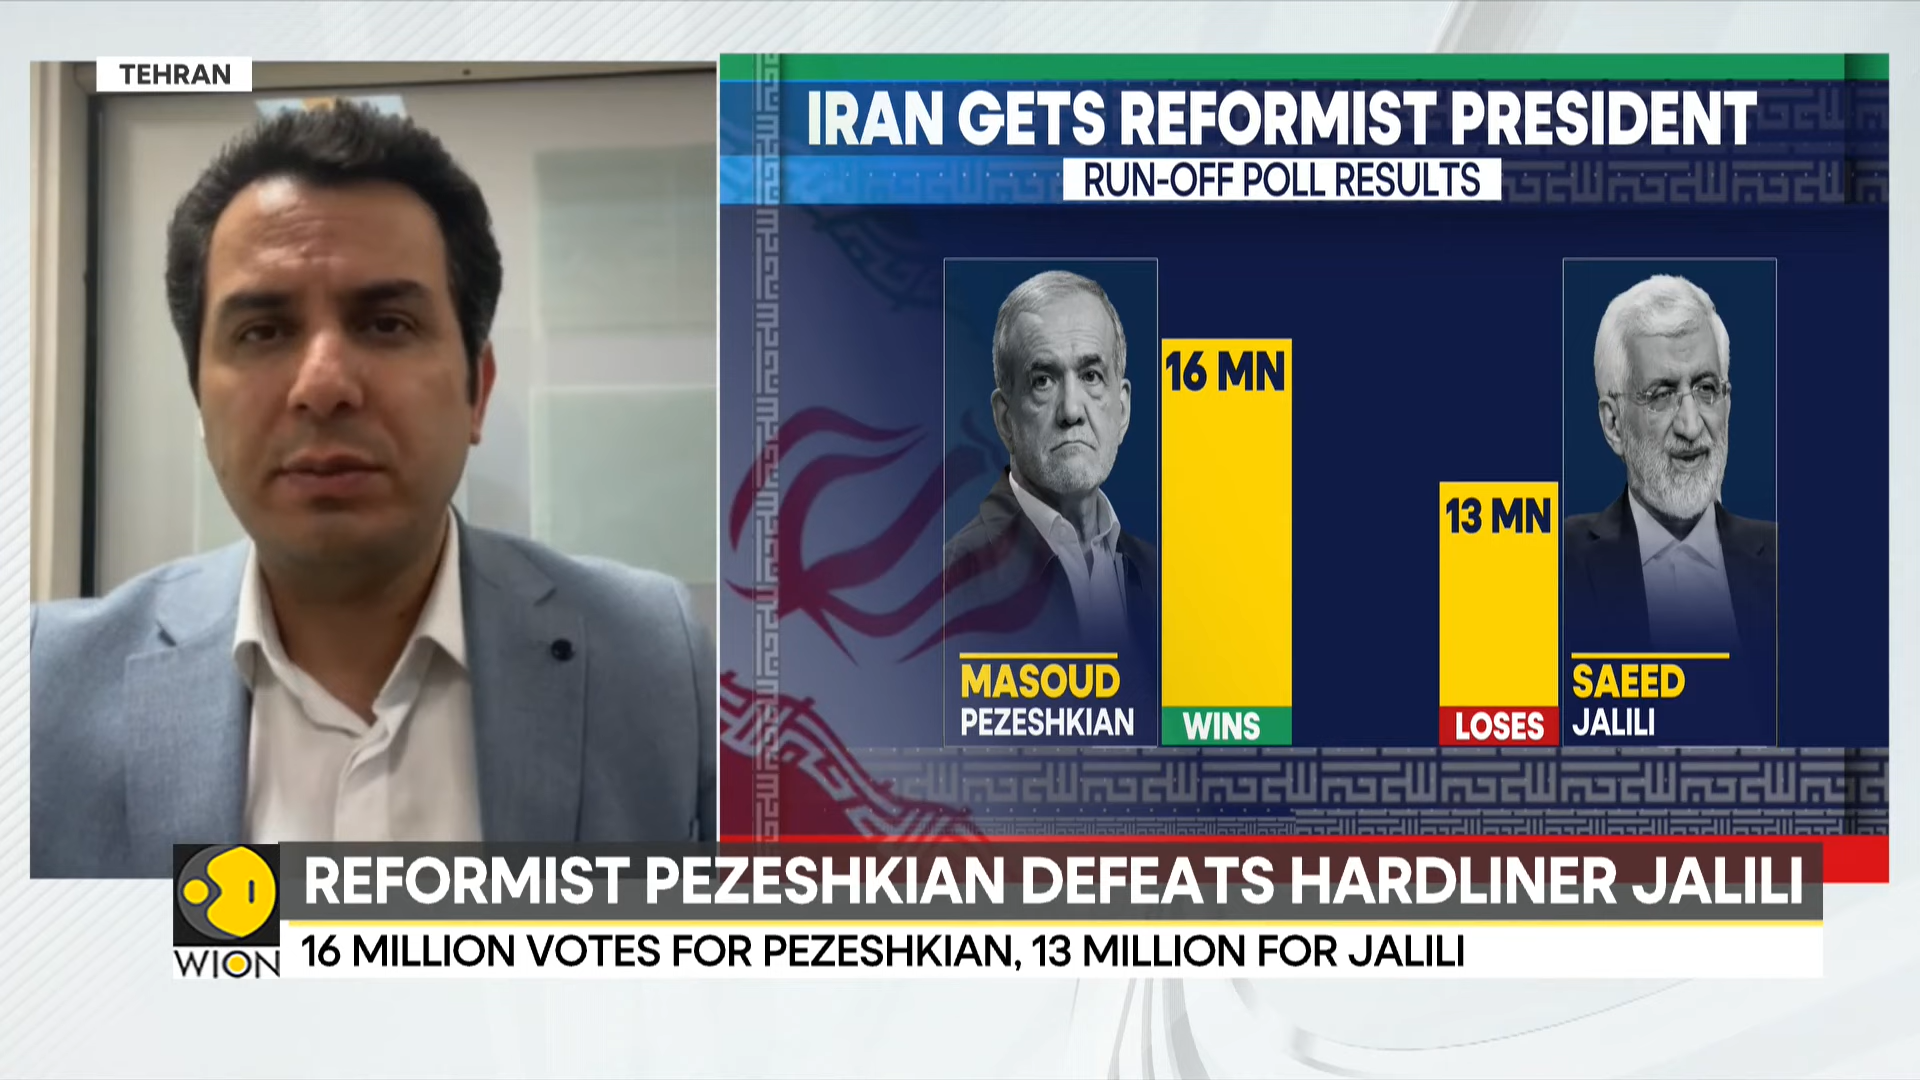 TEHRAN
IRAN GETS REFORMIST PRESIDENT
RUN-OFF POLL RESULTS
16 MN
13 MN
MASOUD
PEZESHKIAN
WINS
LOSES
SAEED
JALILI
REFORMIST PEZESHKIAN DEFEATS HARDLINER JALILI
16 MILLION VOTES FOR PEZESHKIAN, 13 MILLION FOR JALILI
WION